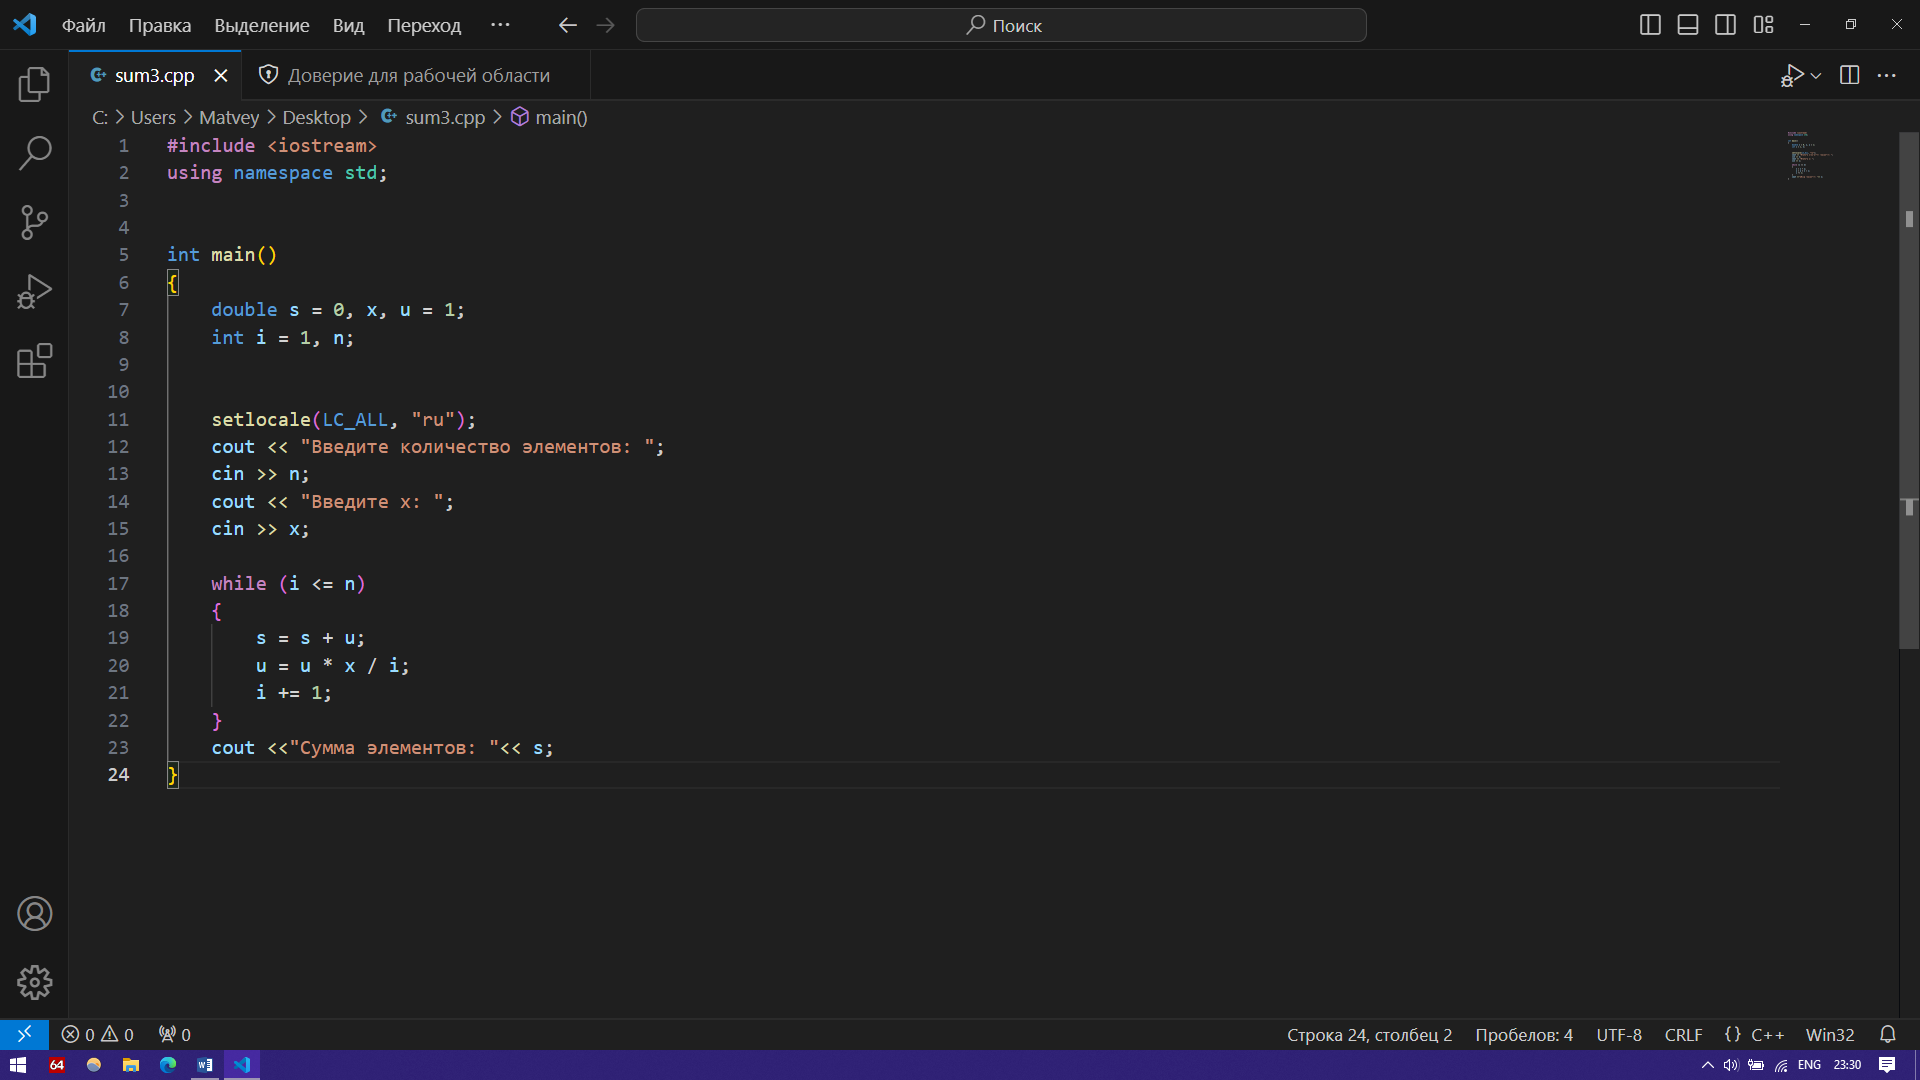 Файл Правка Выделение Вид Переход ··· Поиск
sum3.cpp Доверие для рабочей области
C: > Users > Matvey > Desktop > sum3.cpp > main()
1 #include <iostream>
2 using namespace std;
3
4
5 int main()
6 {
7 double s = 0, x, u = 1;
8 int i = 1, n;
9
10
11 setlocale(LC_ALL, "ru");
12 cout << "Введите количество элементов: ";
13 cin >> n;
14 cout << "Введите x: ";
15 cin >> x;
16
17 while (i <= n)
18 {
19 s = s + u;
20 u = u * x / i;
21 i += 1;
22 }
23 cout <<"Сумма элементов: "<< s;
24 }
0 0 0 Строка 24, столбец 2 Пробелов: 4 UTF-8 CRLF {} C++ Win32
64 ENG 23:30